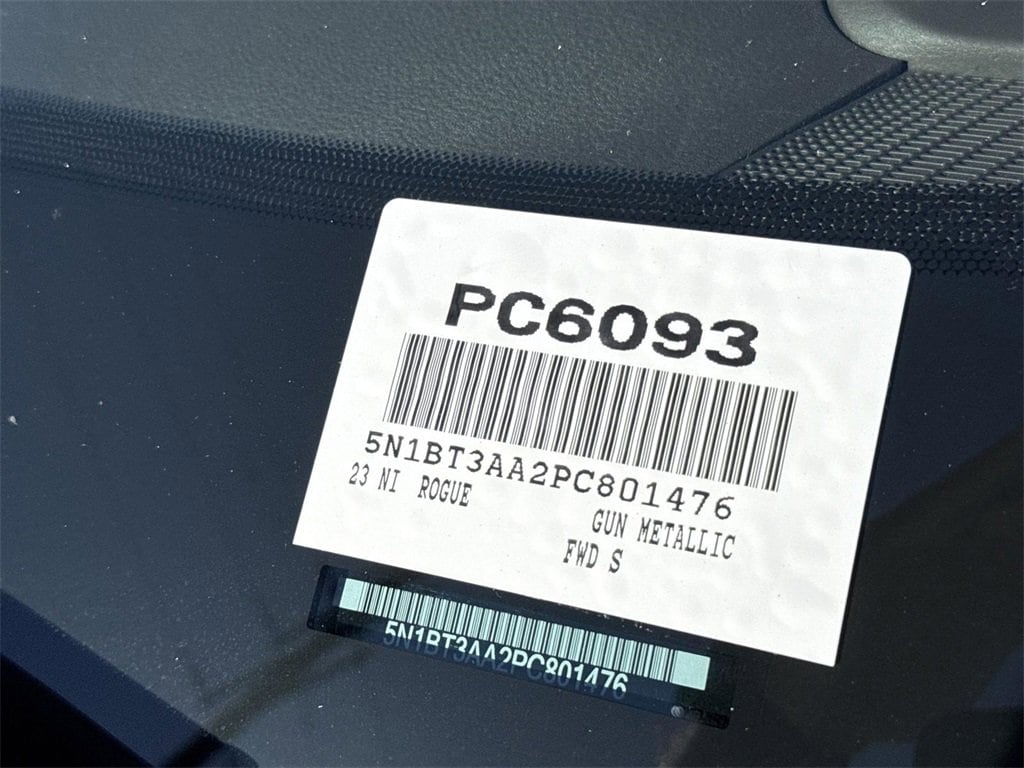 PC6093
5N1BT3AA2PC801476
23 NI ROGUE
GUN METALLIC
FWD S
5N1BT3AA2PC801476